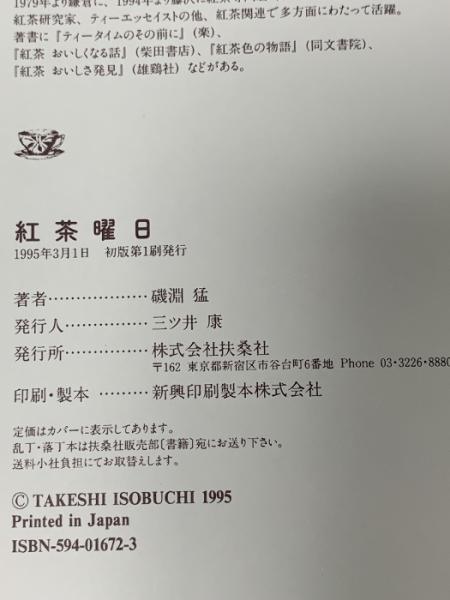 紅茶研究家、ティーエッセイストの他、紅茶関連で多方面にわたって活躍。
著書に『ティータイムのその前に』(楽)、
『紅茶 おいしくなる話』(柴田書店)、『紅茶色の物語』(同文書院)、
『紅茶 おいしさ発見』(雄鶏社) などがある。
紅茶曜日
1995年3月1日 初版第1刷発行
著者………………磯淵 猛
発行人……………三ツ井 康
発行所……………株式会社扶桑社
〒162 東京都新宿区市谷台町6番地 Phone 03・3226・8880
印刷・製本………新興印刷製本株式会社
定価はカバーに表示してあります。
乱丁・落丁本は扶桑社販売部〔書籍〕宛にお送り下さい。
送料小社負担にてお取替えします。
© TAKESHI ISOBUCHI 1995
Printed in Japan
ISBN-594-01672-3